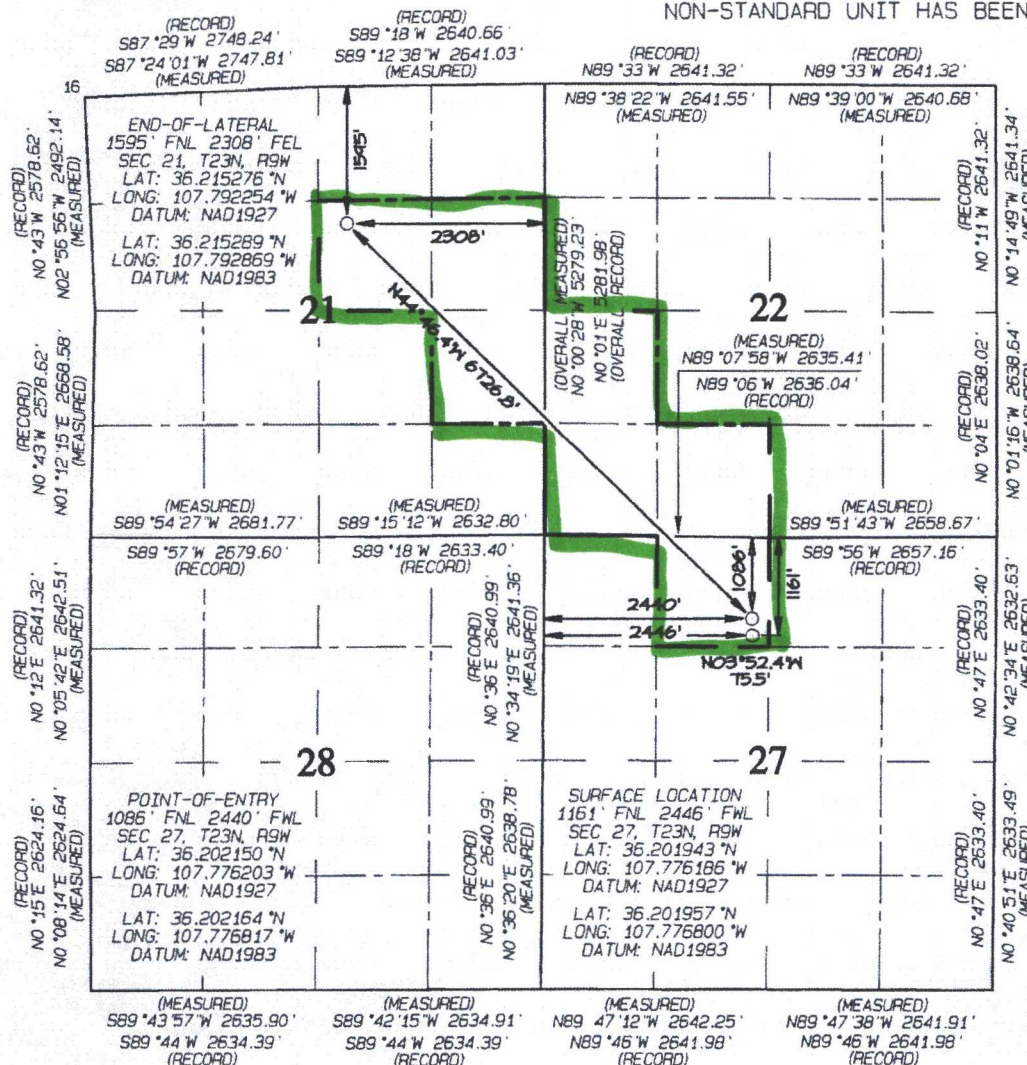 NON-STANDARD UNIT HAS BEEN
(RECORD)
S87°29'W 2748.24'
S87°24'01"W 2747.81'
(MEASURED)
(RECORD)
S89°18'W 2640.66'
S89°12'38"W 2641.03'
(MEASURED)
(RECORD)
N89°33'W 2641.32'
N89°38'22"W 2641.55'
(MEASURED)
(RECORD)
N89°33'W 2641.32'
N89°39'00"W 2640.68'
(MEASURED)
16
(RECORD)
N0°43'W 2578.62'
N02°56'56"W 2492.14'
(MEASURED)
END-OF-LATERAL
1595' FNL 2308' FEL
SEC 21, T23N, R9W
LAT: 36.215276°N
LONG: 107.792254°W
DATUM: NAD1927
LAT: 36.215289°N
LONG: 107.792869°W
DATUM: NAD1983
1545'
2308'
(OVERALL MEASURED)
N0°00'28"W 5279.23'
N0°01'E 5281.98'
(OVERALL RECORD)
(RECORD)
N0°11'W 2641.32'
N0°14'49"W 2641.34'
(MEASURED)
21
22
N44°46.4'W 6726.8'
(MEASURED)
N89°07'58"W 2635.41'
N89°06'W 2636.04'
(RECORD)
(RECORD)
N0°43'W 2578.62'
N01°12'15"E 2668.58'
(MEASURED)
(RECORD)
N0°04'E 2638.02'
N0°01'16"W 2638.64'
(MEASURED)
(MEASURED)
S89°54'27"W 2681.77'
S89°57'W 2679.60'
(RECORD)
(MEASURED)
S89°15'12"W 2632.80'
S89°18'W 2633.40'
(RECORD)
(MEASURED)
S89°51'43"W 2658.67'
S89°56'W 2657.16'
(RECORD)
1086'
1161'
2440'
2446'
N03°52.4'W
75.5'
(RECORD)
N0°12'E 2641.32'
N0°05'42"E 2642.51'
(MEASURED)
(RECORD)
N0°36'E 2640.99'
N0°34'19"E 2641.36'
(MEASURED)
(RECORD)
N0°47'E 2633.40'
N0°42'34"E 2632.63'
(MEASURED)
28
27
POINT-OF-ENTRY
1086' FNL 2440' FWL
SEC 27, T23N, R9W
LAT: 36.202150°N
LONG: 107.776203°W
DATUM: NAD1927
LAT: 36.202164°N
LONG: 107.776817°W
DATUM: NAD1983
SURFACE LOCATION
1161' FNL 2446' FWL
SEC 27, T23N, R9W
LAT: 36.201943°N
LONG: 107.776186°W
DATUM: NAD1927
LAT: 36.201957°N
LONG: 107.776800°W
DATUM: NAD1983
(RECORD)
N0°15'E 2624.16'
N0°08'14"E 2624.64'
(MEASURED)
(RECORD)
N0°36'E 2640.99'
N0°36'20"E 2638.78'
(MEASURED)
(RECORD)
N0°47'E 2633.40'
N0°40'51"E 2633.49'
(MEASURED)
(MEASURED)
S89°43'57"W 2635.90'
S89°44'W 2634.39'
(RECORD)
(MEASURED)
S89°42'15"W 2634.91'
S89°44'W 2634.39'
(RECORD)
(MEASURED)
N89°47'12"W 2642.25'
N89°46'W 2641.98'
(RECORD)
(MEASURED)
N89°47'38"W 2641.91'
N89°46'W 2641.98'
(RECORD)